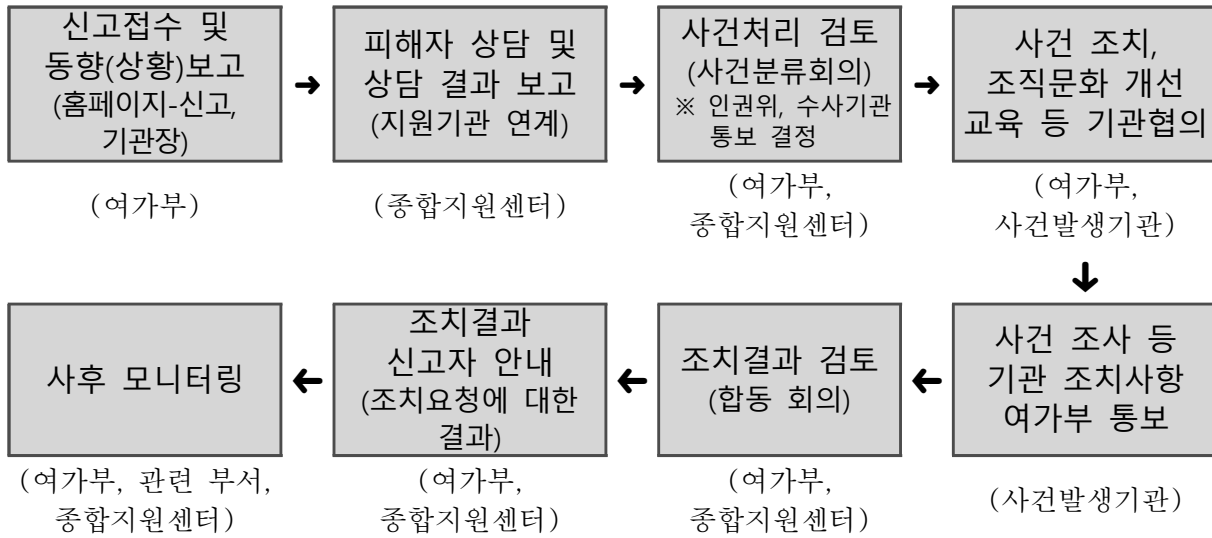 신고접수 및
동향(상황)보고
(홈페이지-신고,
기관장)
(여가부)
피해자 상담 및
상담 결과 보고
(지원기관 연계)
(종합지원센터)
사건처리 검토
(사건분류회의)
※ 인권위, 수사기관
통보 결정
(여가부,
종합지원센터)
사건 조치,
조직문화 개선
교육 등 기관협의
(여가부,
사건발생기관)
사건 조사 등
기관 조치사항
여가부 통보
(사건발생기관)
조치결과 검토
(합동 회의)
(여가부,
종합지원센터)
조치결과
신고자 안내
(조치요청에 대한
결과)
(여가부,
종합지원센터)
사후 모니터링
(여가부, 관련 부서,
종합지원센터)